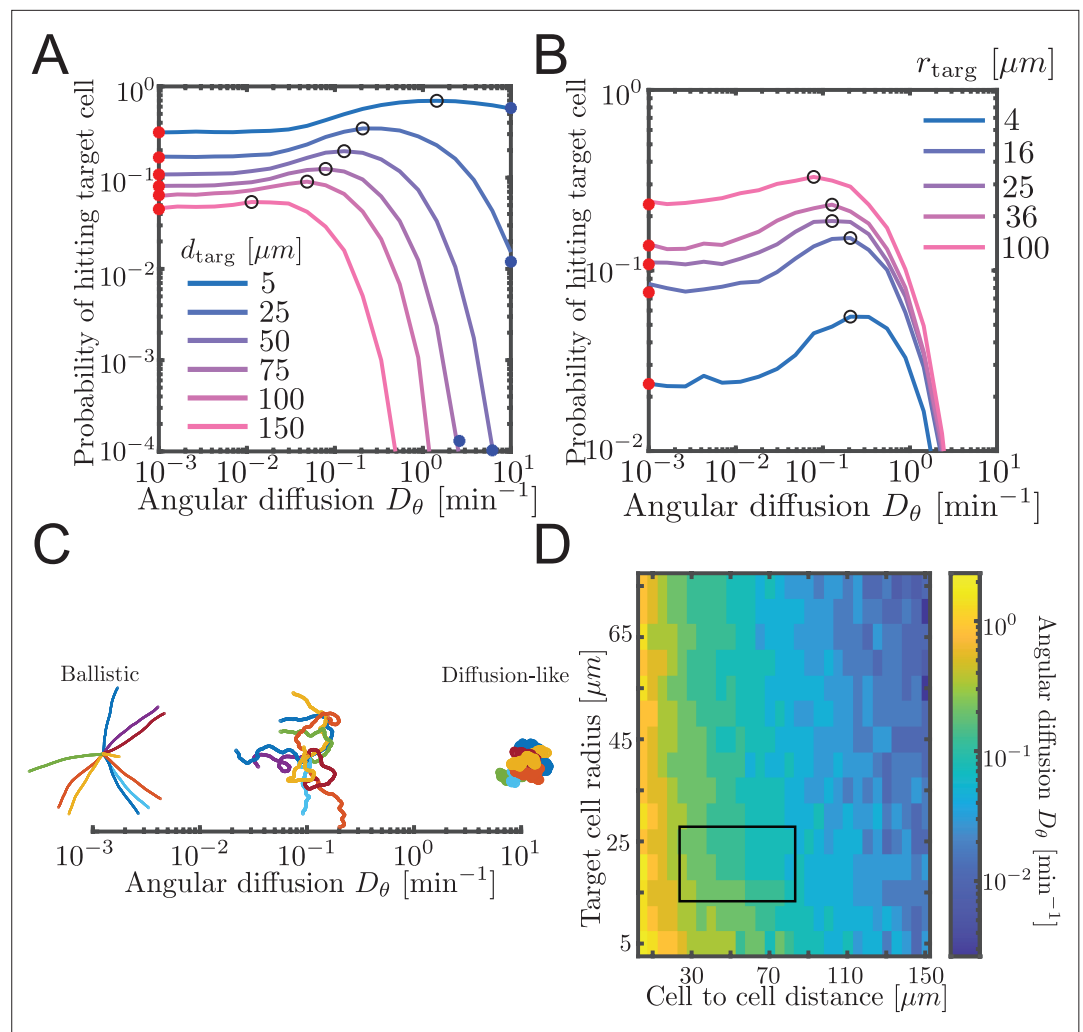 A
Probability of hitting target cell
10^0
10^-1
10^-2
10^-3
10^-4
d_targ [μm]
5
25
50
75
100
150
10^-3 10^-2 10^-1 10^0 10^1
Angular diffusion D_θ [min^-1]
B
r_targ [μm]
4
16
25
36
100
Probability of hitting target cell
10^0
10^-1
10^-2
10^-3 10^-2 10^-1 10^0 10^1
Angular diffusion D_θ [min^-1]
C
Ballistic
Diffusion-like
10^-3 10^-2 10^-1 10^0 10^1
Angular diffusion D_θ [min^-1]
D
Target cell radius [μm]
65
45
25
5
30 70 110 150
Cell to cell distance [μm]
10^0
10^-1
10^-2
Angular diffusion D_θ [min^-1]